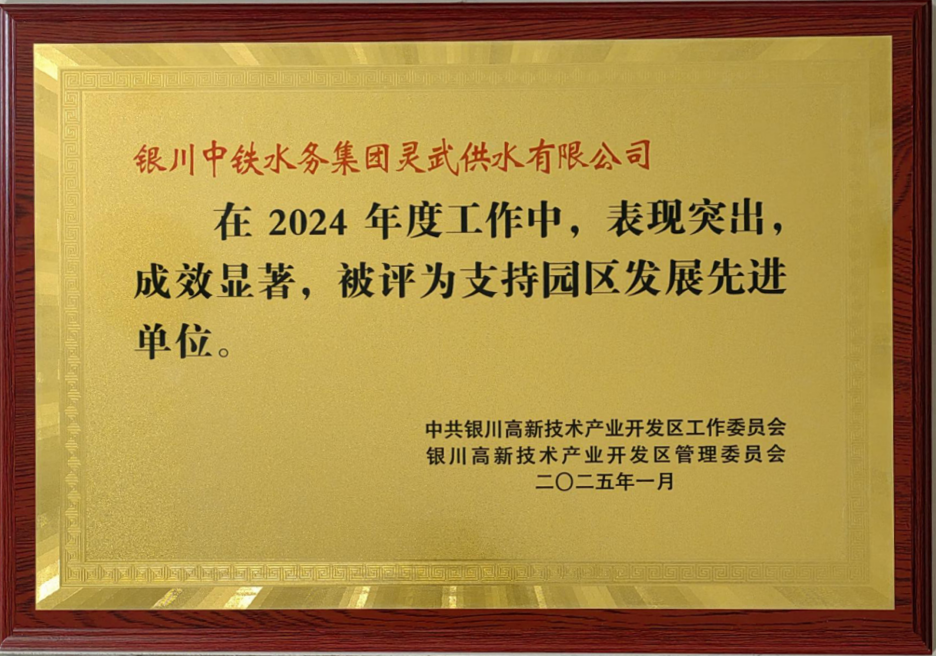 银川中铁水务集团灵武供水有限公司
在 2024 年度工作中，表现突出，
成效显著，被评为支持园区发展先进
单位。
中共银川高新技术产业开发区工作委员会
银川高新技术产业开发区管理委员会
二〇二五年一月